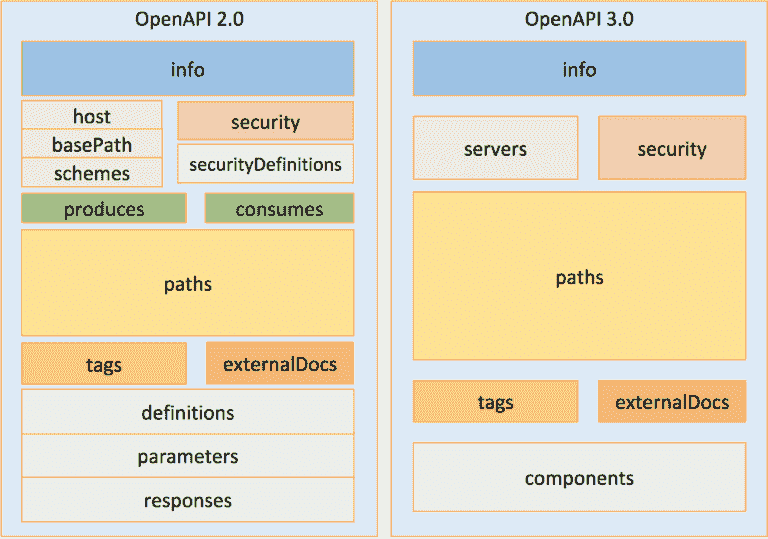 OpenAPI 2.0
info
host
basePath
schemes
security
securityDefinitions
produces
consumes
paths
tags
externalDocs
definitions
parameters
responses
OpenAPI 3.0
info
servers
security
paths
tags
externalDocs
components